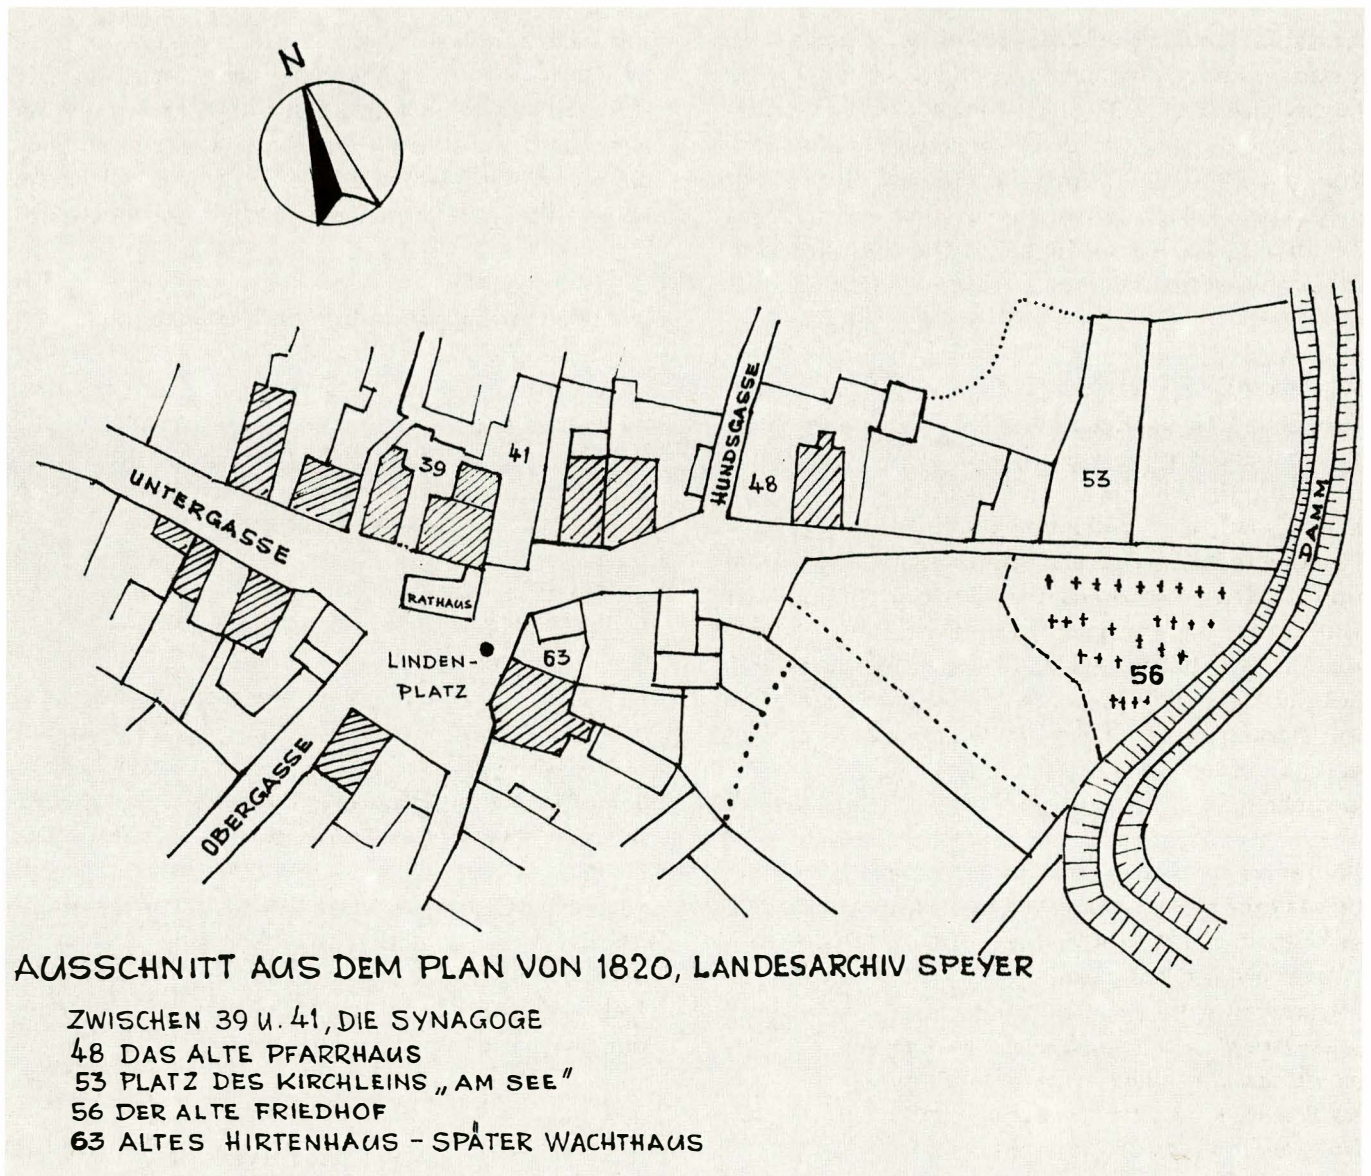 N
HUNDSGASSE
39
41
48
53
UNTERGASSE
DAMM
RATHAUS
LINDEN-
PLATZ
63
56
OBERGASSE
AUSSCHNITT AUS DEM PLAN VON 1820, LANDESARCHIV SPEYER
ZWISCHEN 39 U. 41, DIE SYNAGOGE
48 DAS ALTE PFARRHAUS
53 PLATZ DES KIRCHLEINS „AM SEE"
56 DER ALTE FRIEDHOF
63 ALTES HIRTENHAUS - SPÄTER WACHTHAUS